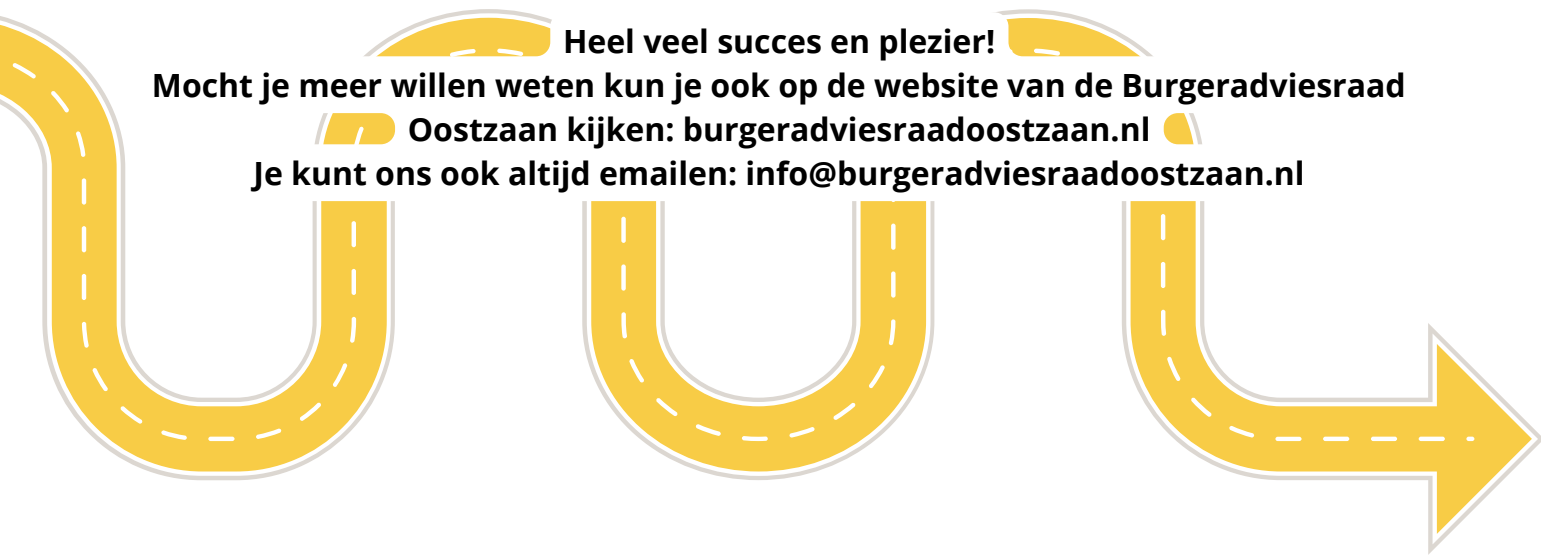 Heel veel succes en plezier!
Mocht je meer willen weten kun je ook op de website van de Burgeradviesraad
Oostzaan kijken: burgeradviesraadoostzaan.nl
Je kunt ons ook altijd emailen: info@burgeradviesraadoostzaan.nl